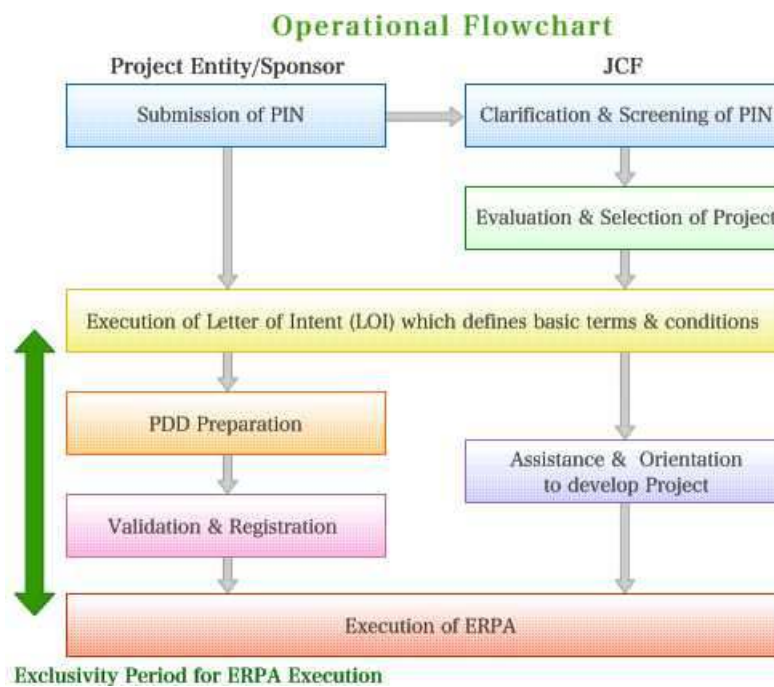 Operational Flowchart
Project Entity/Sponsor
JCF
Submission of PIN
Clarification & Screening of PIN
Evaluation & Selection of Project
Execution of Letter of Intent (LOI) which defines basic terms & conditions
PDD Preparation
Assistance & Orientation
to develop Project
Validation & Registration
Execution of ERPA
Exclusivity Period for ERPA Execution